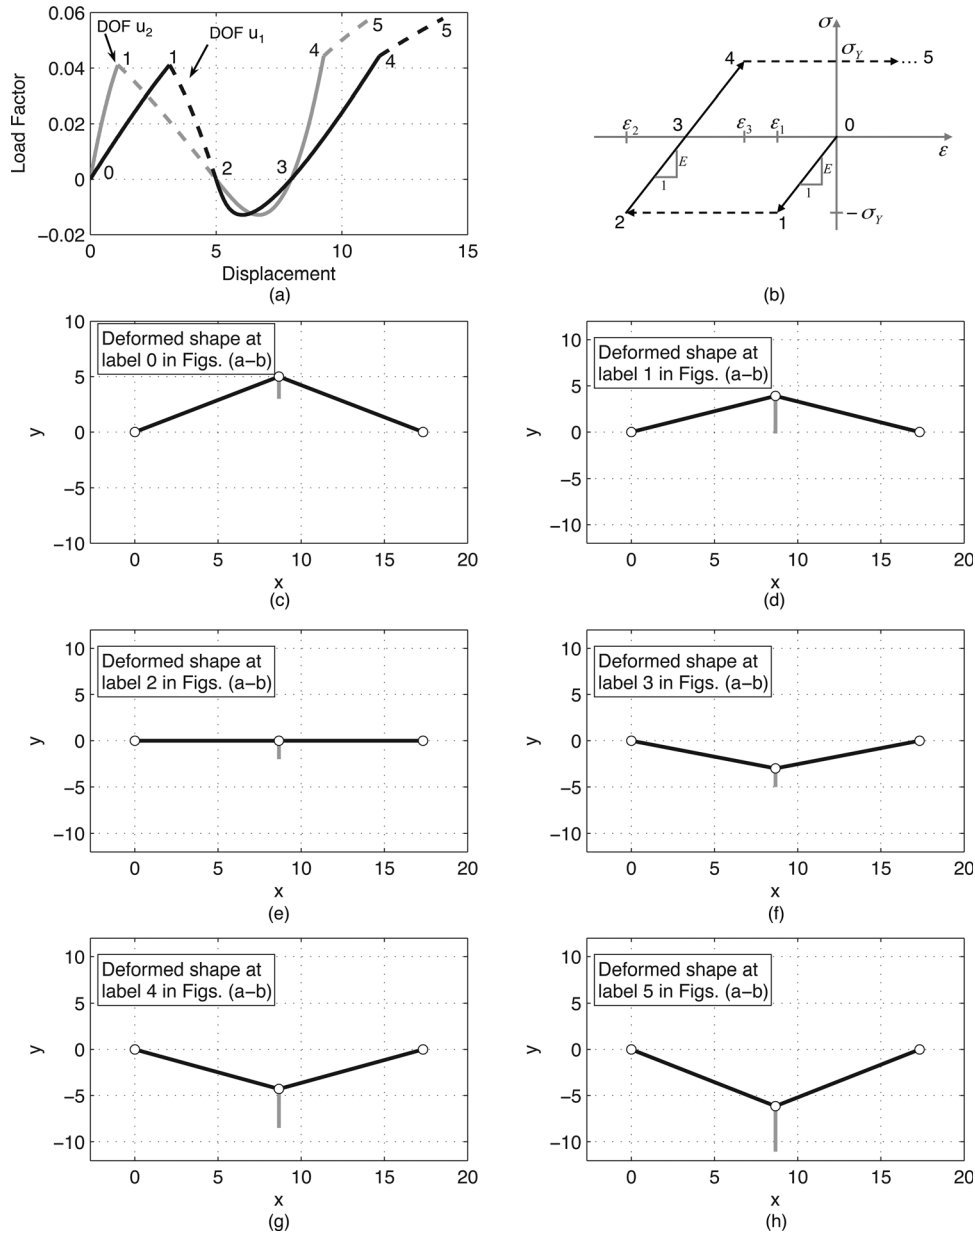 0.06
0.04
0.02
0
−0.02
Load Factor
DOF u2
DOF u1
1
1
0
2
3
4
4
5
5
0
5
10
15
Displacement
(a)
σ
σY
4
... 5
ε2
3
ε3
ε1
0
ε
E
1
E
1
2
1
−σY
(b)
10
5
0
−5
−10
y
Deformed shape at
label 0 in Figs. (a−b)
0
5
10
15
20
x
(c)
10
5
0
−5
−10
y
Deformed shape at
label 1 in Figs. (a−b)
0
5
10
15
20
x
(d)
10
5
0
−5
−10
y
Deformed shape at
label 2 in Figs. (a−b)
0
5
10
15
20
x
(e)
10
5
0
−5
−10
y
Deformed shape at
label 3 in Figs. (a−b)
0
5
10
15
20
x
(f)
10
5
0
−5
−10
y
Deformed shape at
label 4 in Figs. (a−b)
0
5
10
15
20
x
(g)
10
5
0
−5
−10
y
Deformed shape at
label 5 in Figs. (a−b)
0
5
10
15
20
x
(h)